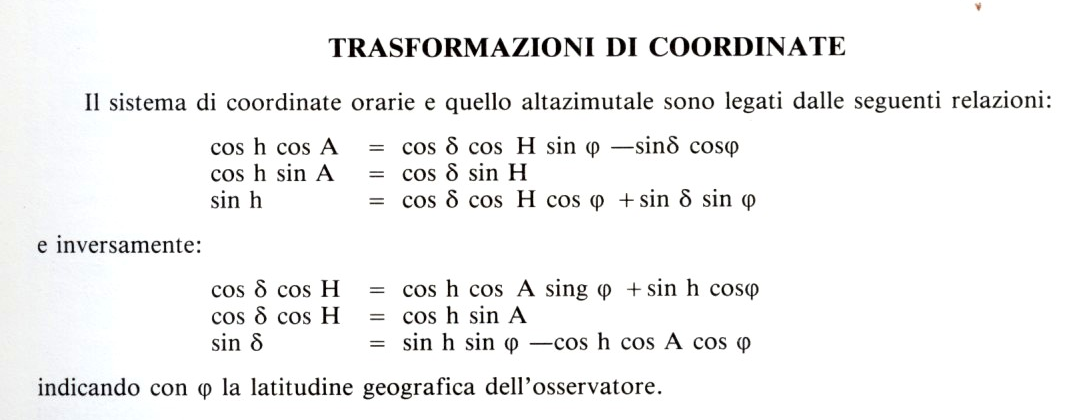 TRASFORMAZIONI DI COORDINATE
Il sistema di coordinate orarie e quello altazimutale sono legati dalle seguenti relazioni:
cos h cos A = cos δ cos H sin φ —sinδ cosφ
cos h sin A = cos δ sin H
sin h = cos δ cos H cos φ +sin δ sin φ
e inversamente:
cos δ cos H = cos h cos A sing φ +sin h cosφ
cos δ cos H = cos h sin A
sin δ = sin h sin φ —cos h cos A cos φ
indicando con φ la latitudine geografica dell'osservatore.